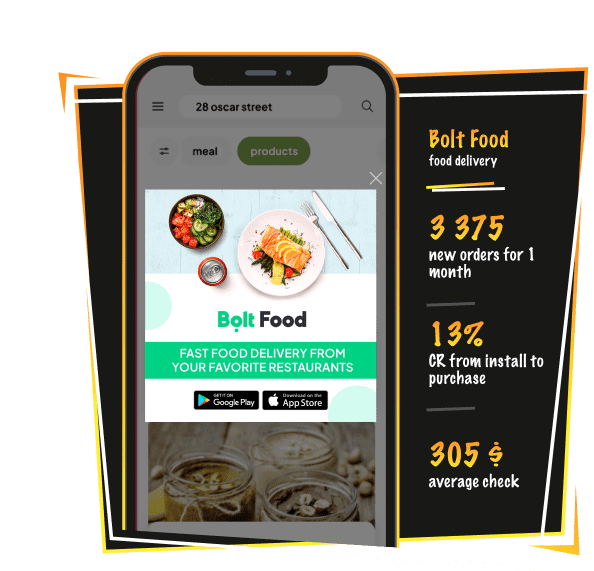 28 oscar street
meal
products
Bolt Food
FAST FOOD DELIVERY FROM
YOUR FAVORITE RESTAURANTS
GET IT ON
Google Play
Download on the
App Store
Bolt Food
food delivery
3 375
new orders for 1
month
13%
CR from install to
purchase
305 $
average check